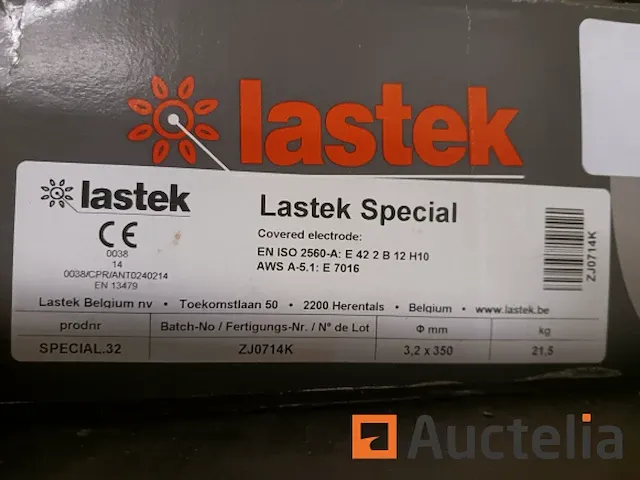 lastek
lastek
CE
0038
14
0038/CPR/ANT0240214
EN 13479
Lastek Special
Covered electrode:
EN ISO 2560-A: E 42 2 B 12 H10
AWS A-5.1: E 7016
ZJ0714K
Lastek Belgium nv • Toekomstlaan 50 • 2200 Herentals • Belgium • www.lastek.be
prodnr Batch-No / Fertigungs-Nr. / N° de Lot Φ mm kg
SPECIAL.32 ZJ0714K 3,2 x 350 21,5
Auctelia